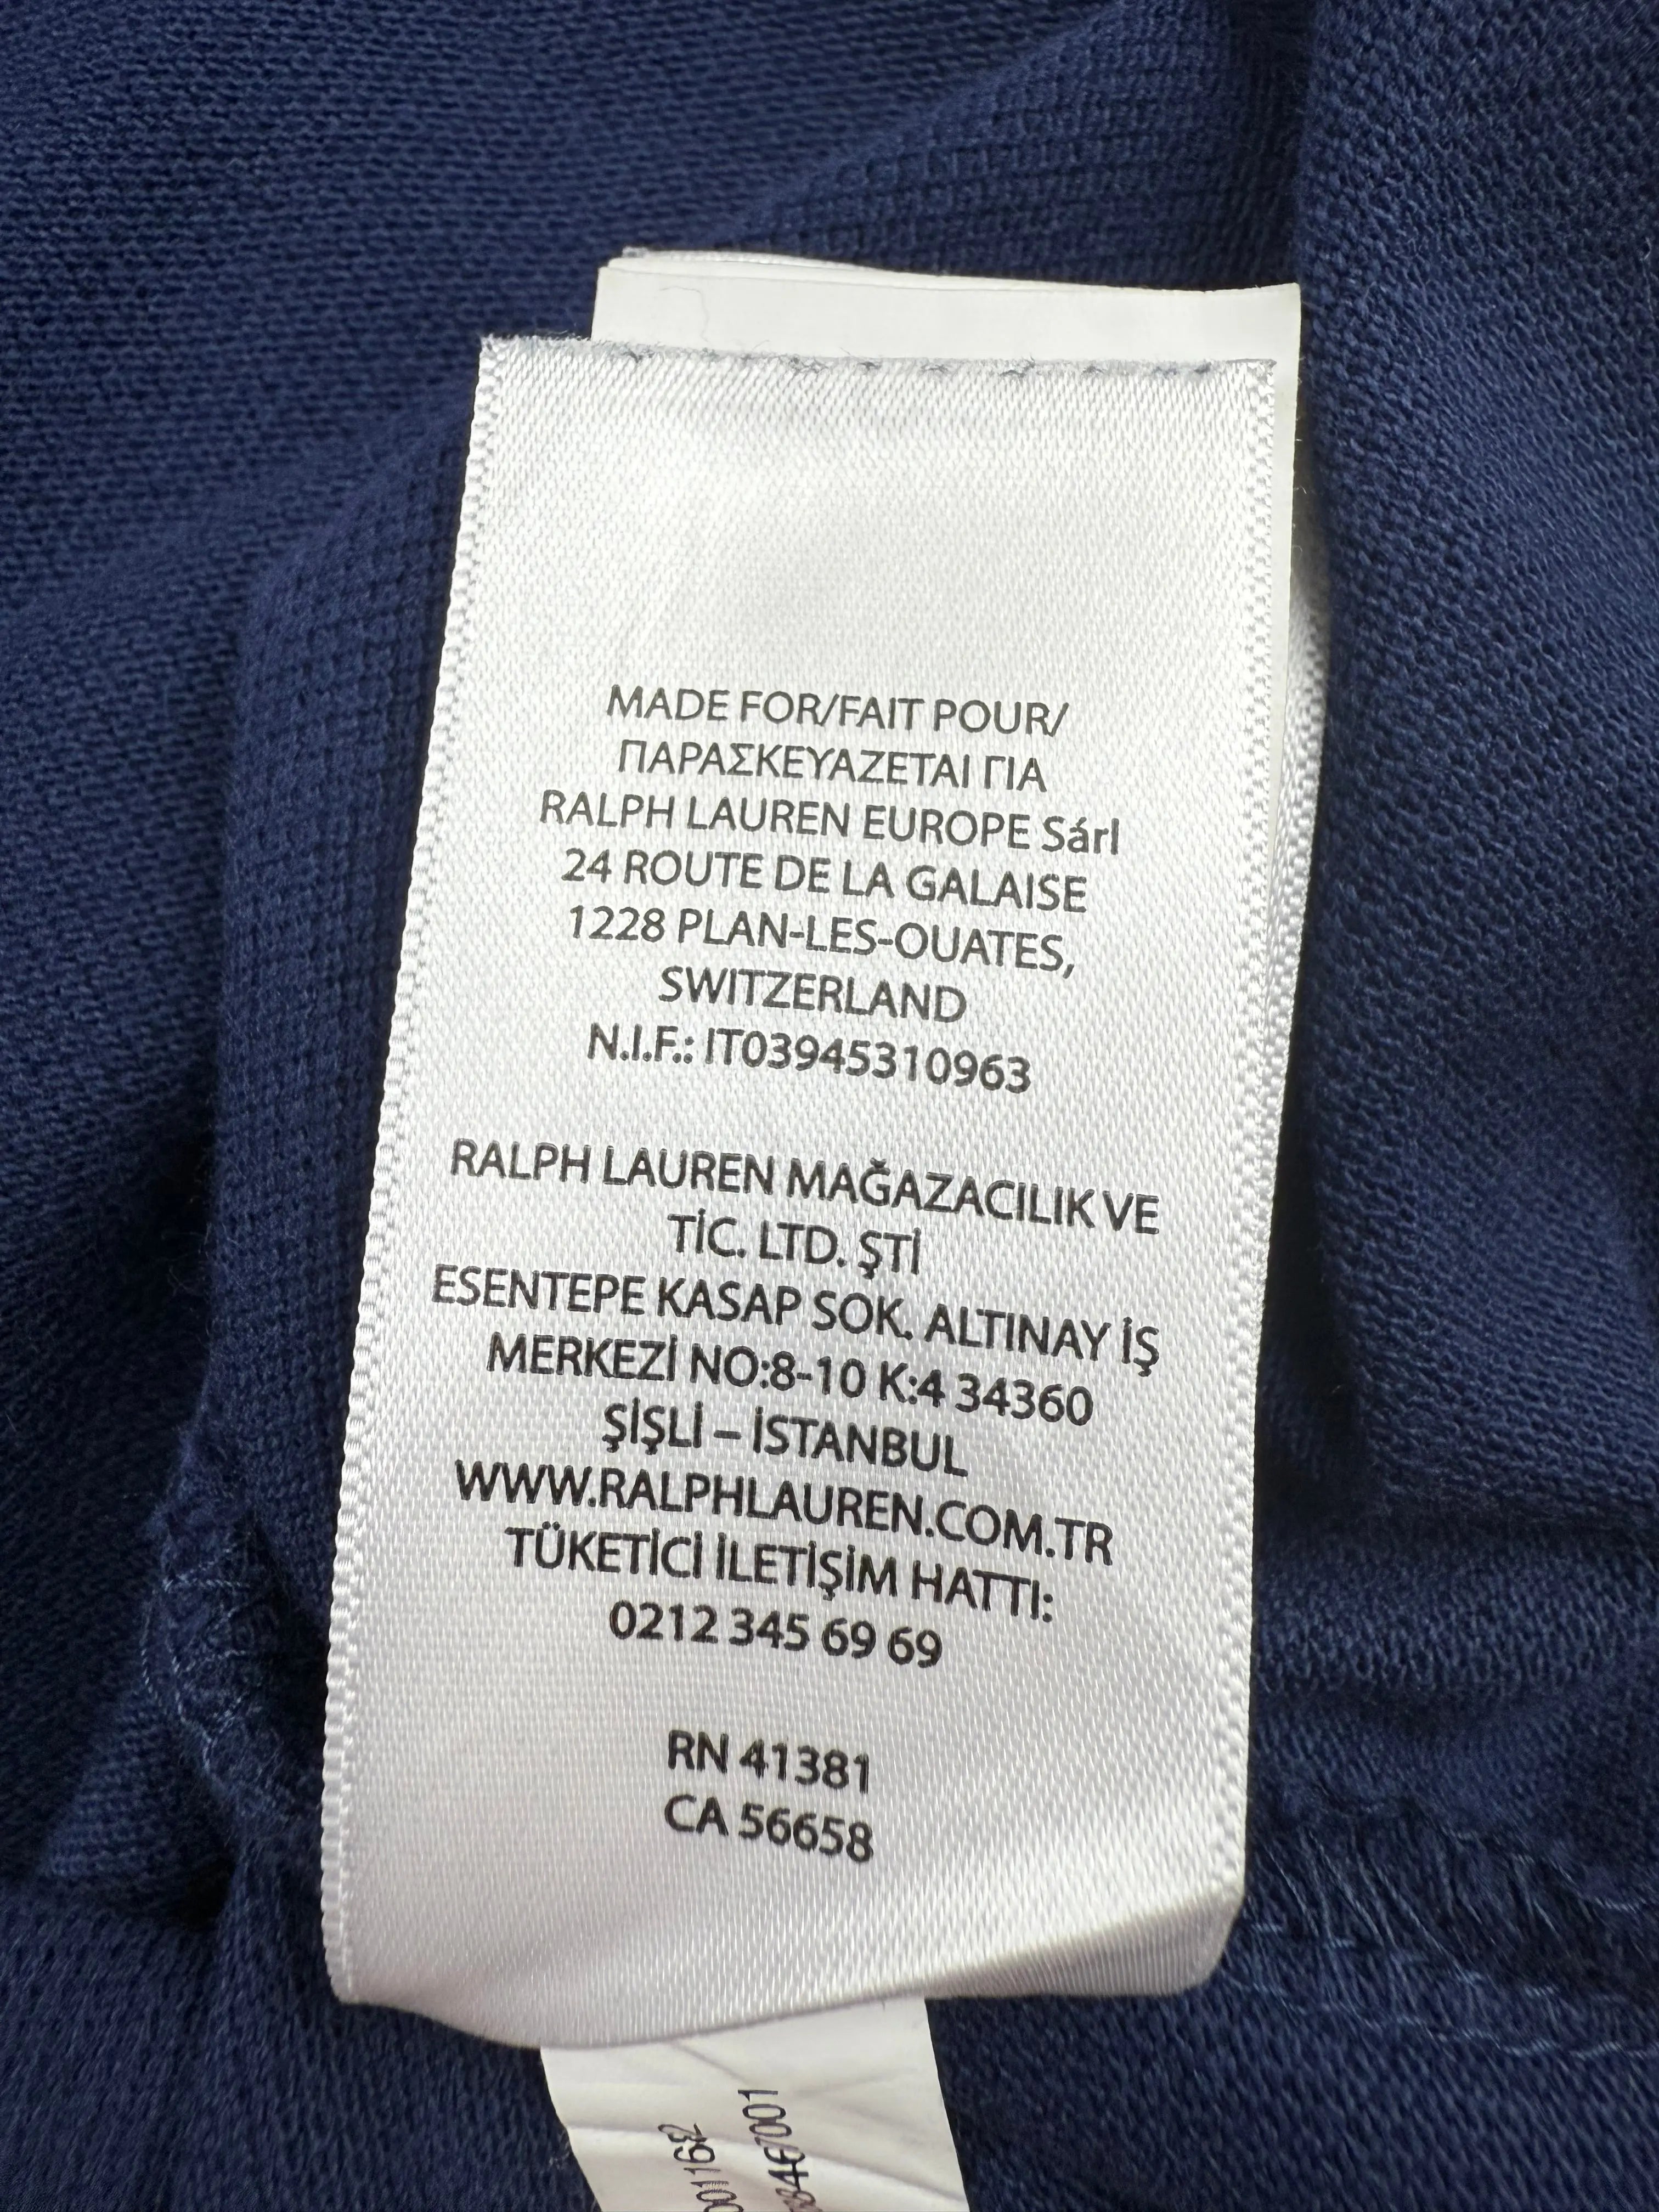 MADE FOR/FAIT POUR/
ΠΑΡΑΣΚΕΥΑΖΕΤΑΙ ΓΙΑ
RALPH LAUREN EUROPE Sárl
24 ROUTE DE LA GALAISE
1228 PLAN-LES-OUATES,
SWITZERLAND
N.I.F.: IT03945310963
RALPH LAUREN MAĞAZACILIK VE
TİC. LTD. ŞTİ
ESENTEPE KASAP SOK. ALTINAY İŞ
MERKEZİ NO:8-10 K:4 34360
ŞİŞLİ – İSTANBUL
WWW.RALPHLAUREN.COM.TR
TÜKETİCİ İLETİŞİM HATTI:
0212 345 69 69
RN 41381
CA 56658